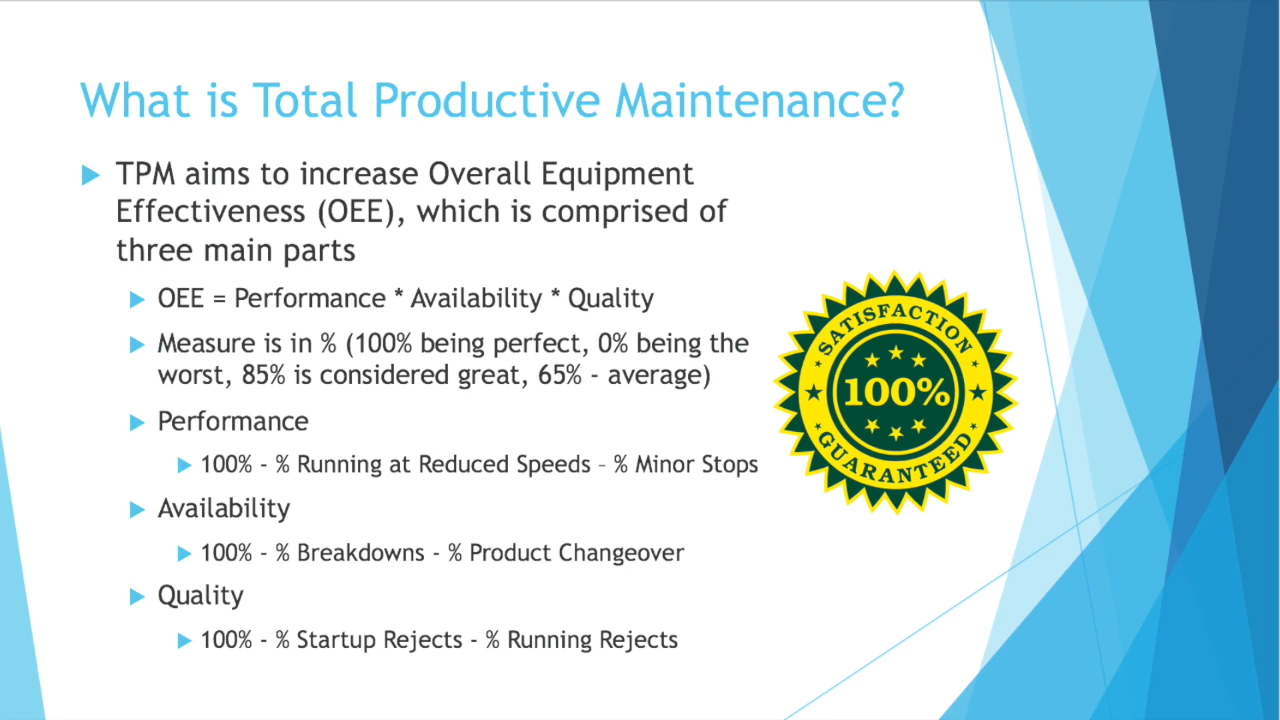 What is Total Productive Maintenance?
TPM aims to increase Overall Equipment
Effectiveness (OEE), which is comprised of
three main parts
OEE = Performance * Availability * Quality
Measure is in % (100% being perfect, 0% being the
worst, 85% is considered great, 65% - average)
Performance
100% - % Running at Reduced Speeds – % Minor Stops
Availability
100% - % Breakdowns - % Product Changeover
Quality
100% - % Startup Rejects - % Running Rejects
SATISFACTION
100%
GUARANTEED